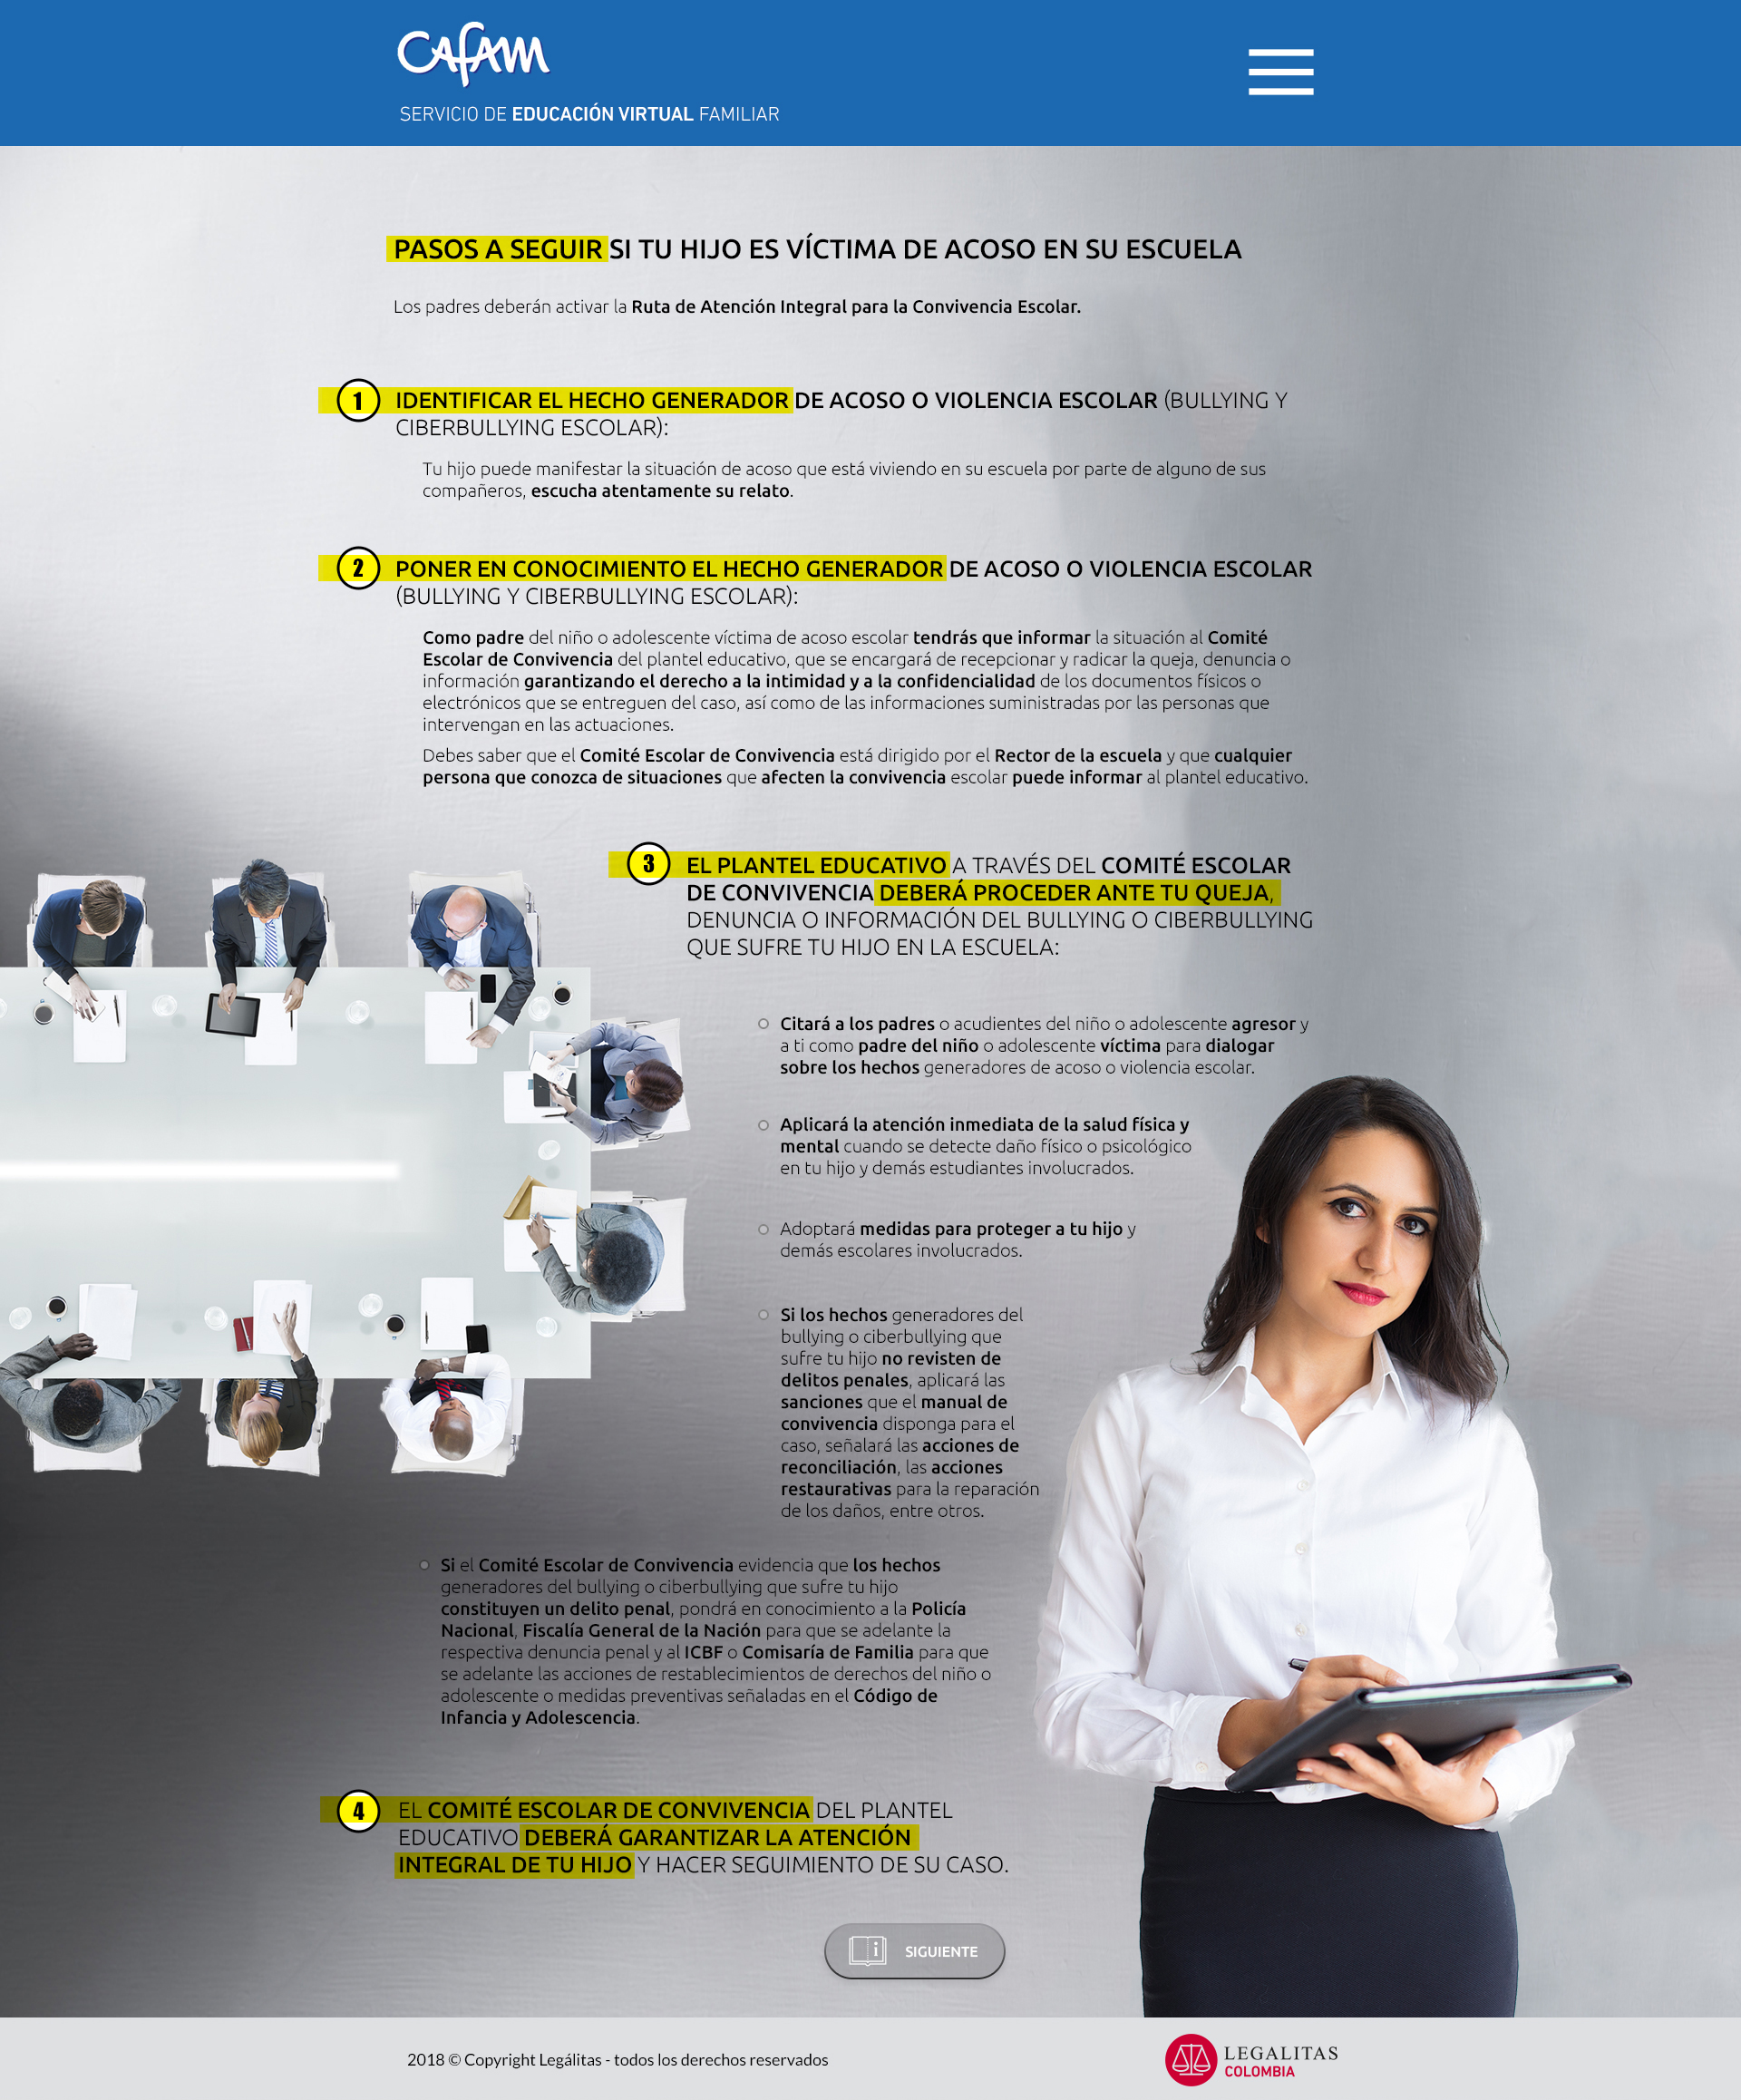 CAFAM
SERVICIO DE EDUCACIÓN VIRTUAL FAMILIAR
PASOS A SEGUIR SI TU HIJO ES VÍCTIMA DE ACOSO EN SU ESCUELA
Los padres deberán activar la Ruta de Atención Integral para la Convivencia Escolar.
1 IDENTIFICAR EL HECHO GENERADOR DE ACOSO O VIOLENCIA ESCOLAR (BULLYING Y
CIBERBULLYING ESCOLAR):
Tu hijo puede manifestar la situación de acoso que está viviendo en su escuela por parte de alguno de sus
compañeros, escucha atentamente su relato.
2 PONER EN CONOCIMIENTO EL HECHO GENERADOR DE ACOSO O VIOLENCIA ESCOLAR
(BULLYING Y CIBERBULLYING ESCOLAR):
Como padre del niño o adolescente víctima de acoso escolar tendrás que informar la situación al Comité
Escolar de Convivencia del plantel educativo, que se encargará de recepcionar y radicar la queja, denuncia o
información garantizando el derecho a la intimidad y a la confidencialidad de los documentos físicos o
electrónicos que se entreguen del caso, así como de las informaciones suministradas por las personas que
intervengan en las actuaciones.
Debes saber que el Comité Escolar de Convivencia está dirigido por el Rector de la escuela y que cualquier
persona que conozca de situaciones que afecten la convivencia escolar puede informar al plantel educativo.
3 EL PLANTEL EDUCATIVO A TRAVÉS DEL COMITÉ ESCOLAR
DE CONVIVENCIA DEBERÁ PROCEDER ANTE TU QUEJA,
DENUNCIA O INFORMACIÓN DEL BULLYING O CIBERBULLYING
QUE SUFRE TU HIJO EN LA ESCUELA:
Citará a los padres o acudientes del niño o adolescente agresor y
a ti como padre del niño o adolescente víctima para dialogar
sobre los hechos generadores de acoso o violencia escolar.
Aplicará la atención inmediata de la salud física y
mental cuando se detecte daño físico o psicológico
en tu hijo y demás estudiantes involucrados.
Adoptará medidas para proteger a tu hijo y
demás escolares involucrados.
Si los hechos generadores del
bullying o ciberbullying que
sufre tu hijo no revisten de
delitos penales, aplicará las
sanciones que el manual de
convivencia disponga para el
caso, señalará las acciones de
reconciliación, las acciones
restaurativas para la reparación
de los daños, entre otros.
Si el Comité Escolar de Convivencia evidencia que los hechos
generadores del bullying o ciberbullying que sufre tu hijo
constituyen un delito penal, pondrá en conocimiento a la Policía
Nacional, Fiscalía General de la Nación para que se adelante la
respectiva denuncia penal y al ICBF o Comisaría de Familia para que
se adelante las acciones de restablecimientos de derechos del niño o
adolescente o medidas preventivas señaladas en el Código de
Infancia y Adolescencia.
4 EL COMITÉ ESCOLAR DE CONVIVENCIA DEL PLANTEL
EDUCATIVO DEBERÁ GARANTIZAR LA ATENCIÓN
INTEGRAL DE TU HIJO Y HACER SEGUIMIENTO DE SU CASO.
i SIGUIENTE
2018 © Copyright Legálitas - todos los derechos reservados
LEGALITAS
COLOMBIA